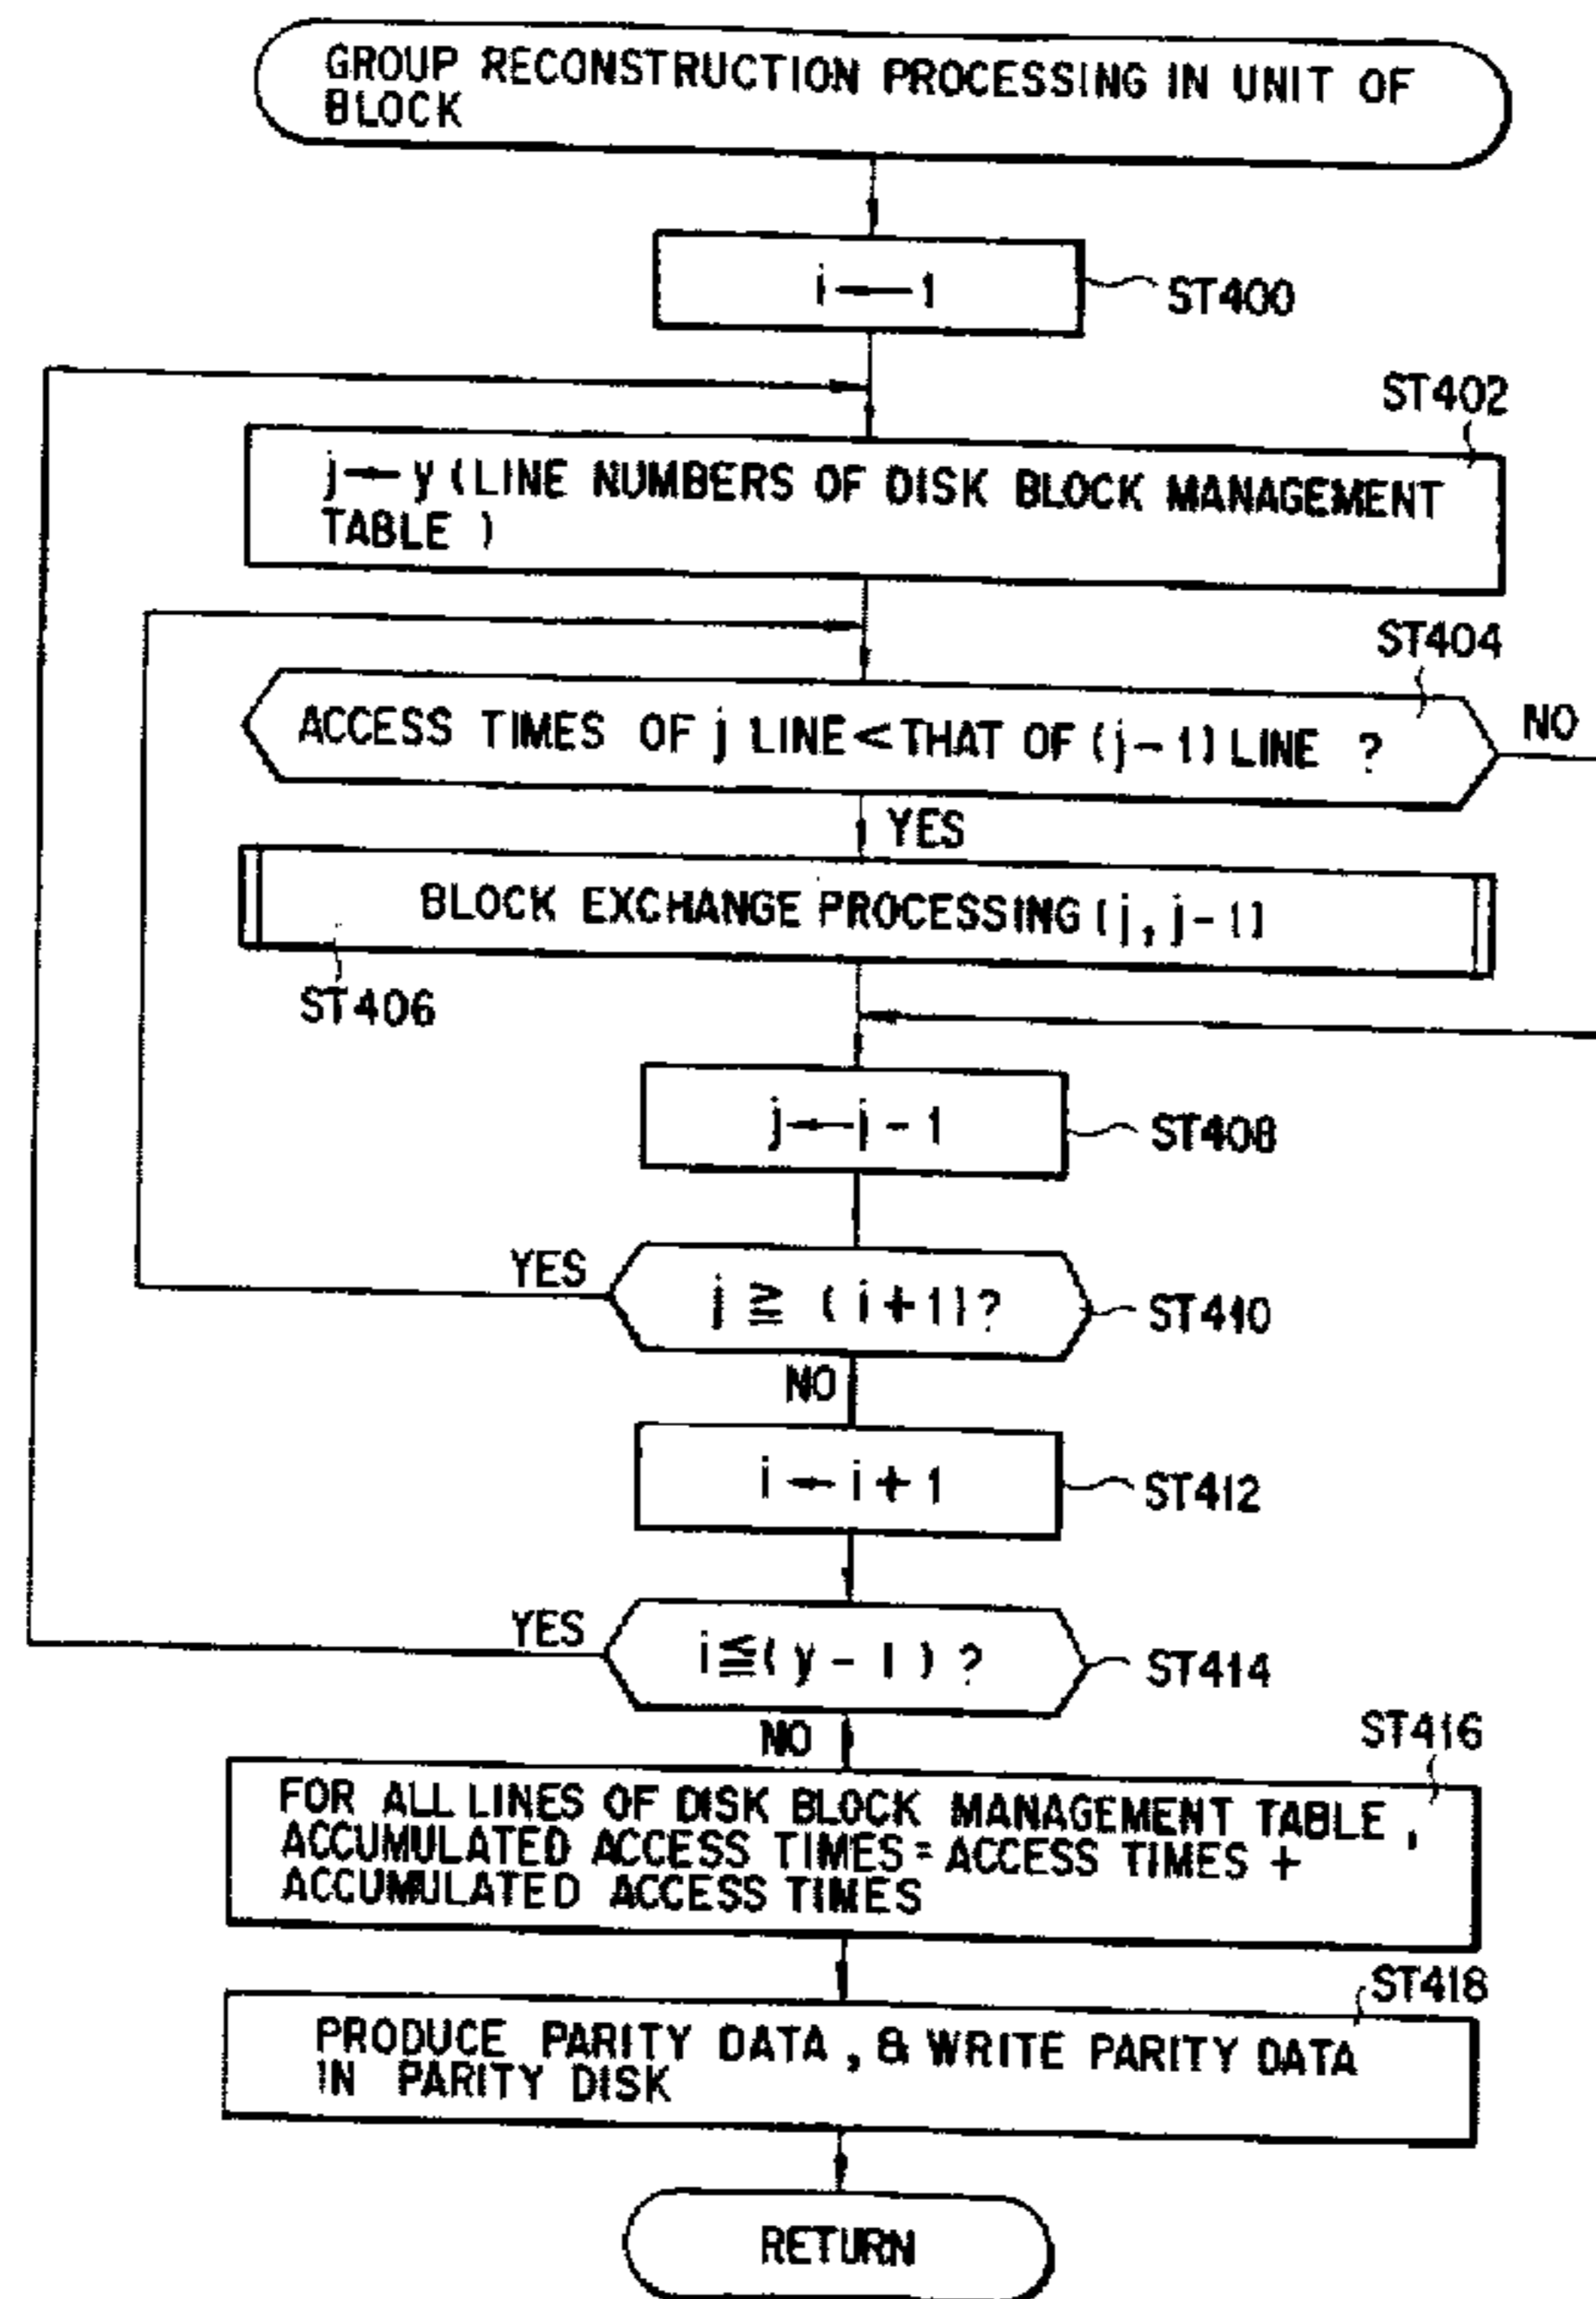 GROUP RECONSTRUCTION PROCESSING IN UNIT OF
BLOCK
i ← 1
ST400
ST402
j ← y (LINE NUMBERS OF DISK BLOCK MANAGEMENT
TABLE )
ST404
ACCESS TIMES OF j LINE < THAT OF (j-1) LINE ?
NO
YES
BLOCK EXCHANGE PROCESSING (j, j-1)
ST406
j ← j - 1
ST408
YES
j ≧ (i+1)?
ST410
NO
i ← i + 1
ST412
YES
i ≦ (y - 1) ?
ST414
NO
ST416
FOR ALL LINES OF DISK BLOCK MANAGEMENT TABLE ,
ACCUMULATED ACCESS TIMES = ACCESS TIMES +
ACCUMULATED ACCESS TIMES
ST418
PRODUCE PARITY DATA , & WRITE PARITY DATA
IN PARITY DISK
RETURN